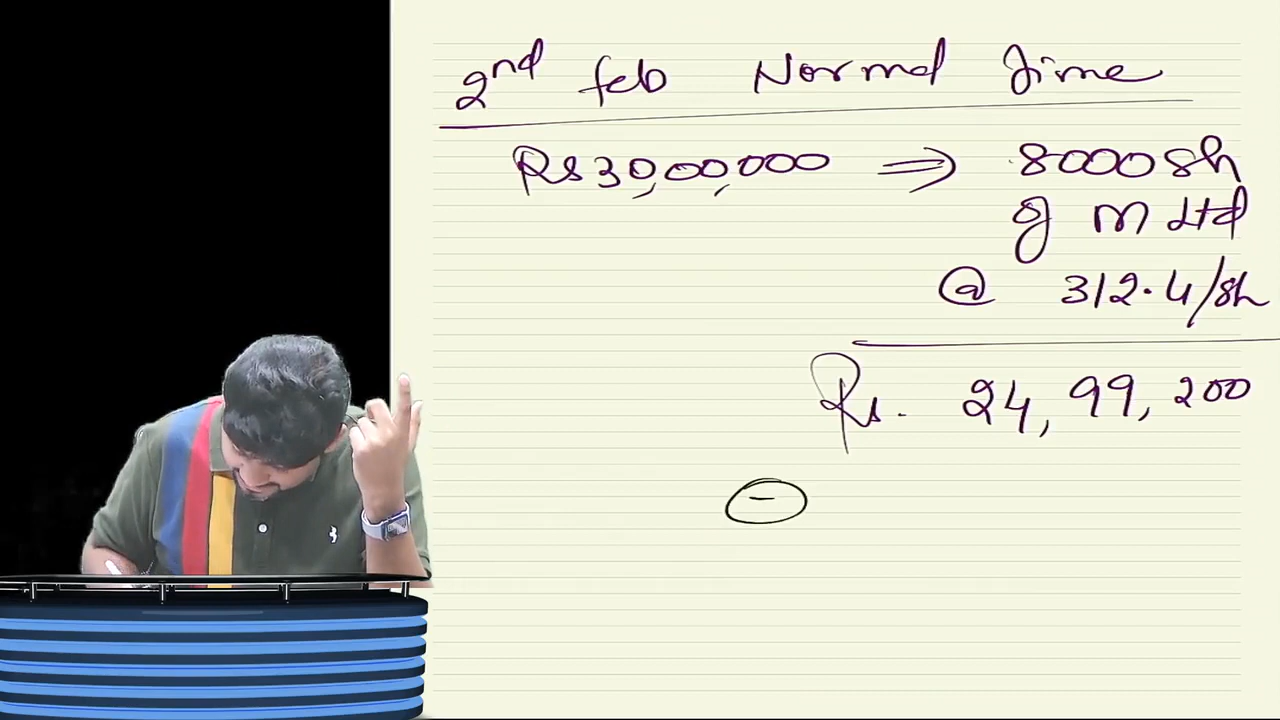 2nd Feb Normal Time
Rs 30,00,000 ⇒ 8000 sh
of M Ltd
@ 312.4/sh
Rs. 24,99,200
-